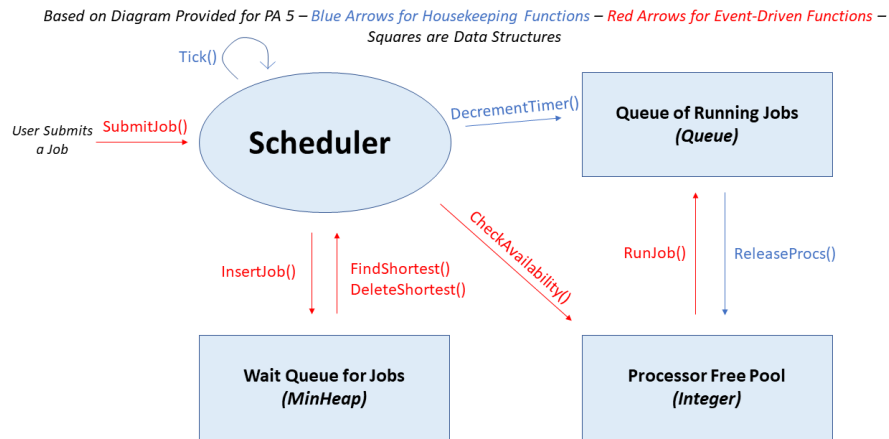 Based on Diagram Provided for PA 5 – Blue Arrows for Housekeeping Functions – Red Arrows for Event-Driven Functions –
Squares are Data Structures
Tick()
User Submits
a Job
SubmitJob()
Scheduler
DecrementTimer()
Queue of Running Jobs
(Queue)
InsertJob()
FindShortest()
DeleteShortest()
CheckAvailability()
RunJob()
ReleaseProcs()
Wait Queue for Jobs
(MinHeap)
Processor Free Pool
(Integer)